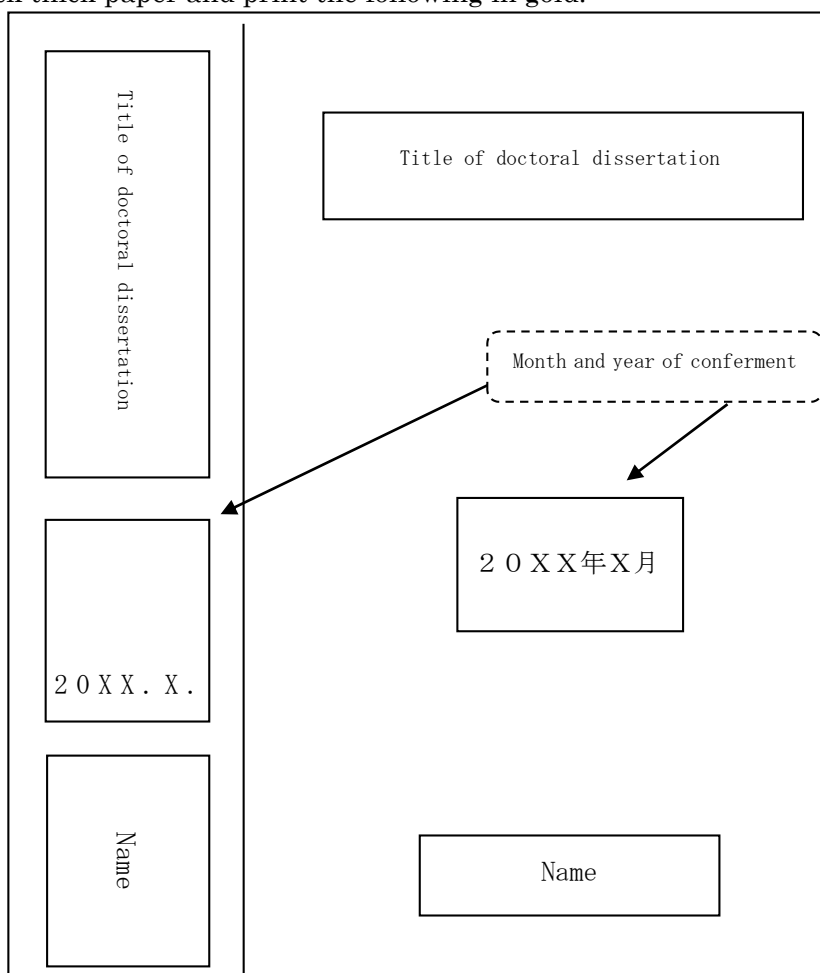 thick paper and print the following in gold.
Title of doctoral dissertation
Title of doctoral dissertation
Month and year of conferment
２０ＸＸ年Ｘ月
２０ＸＸ．Ｘ．
Name
Name